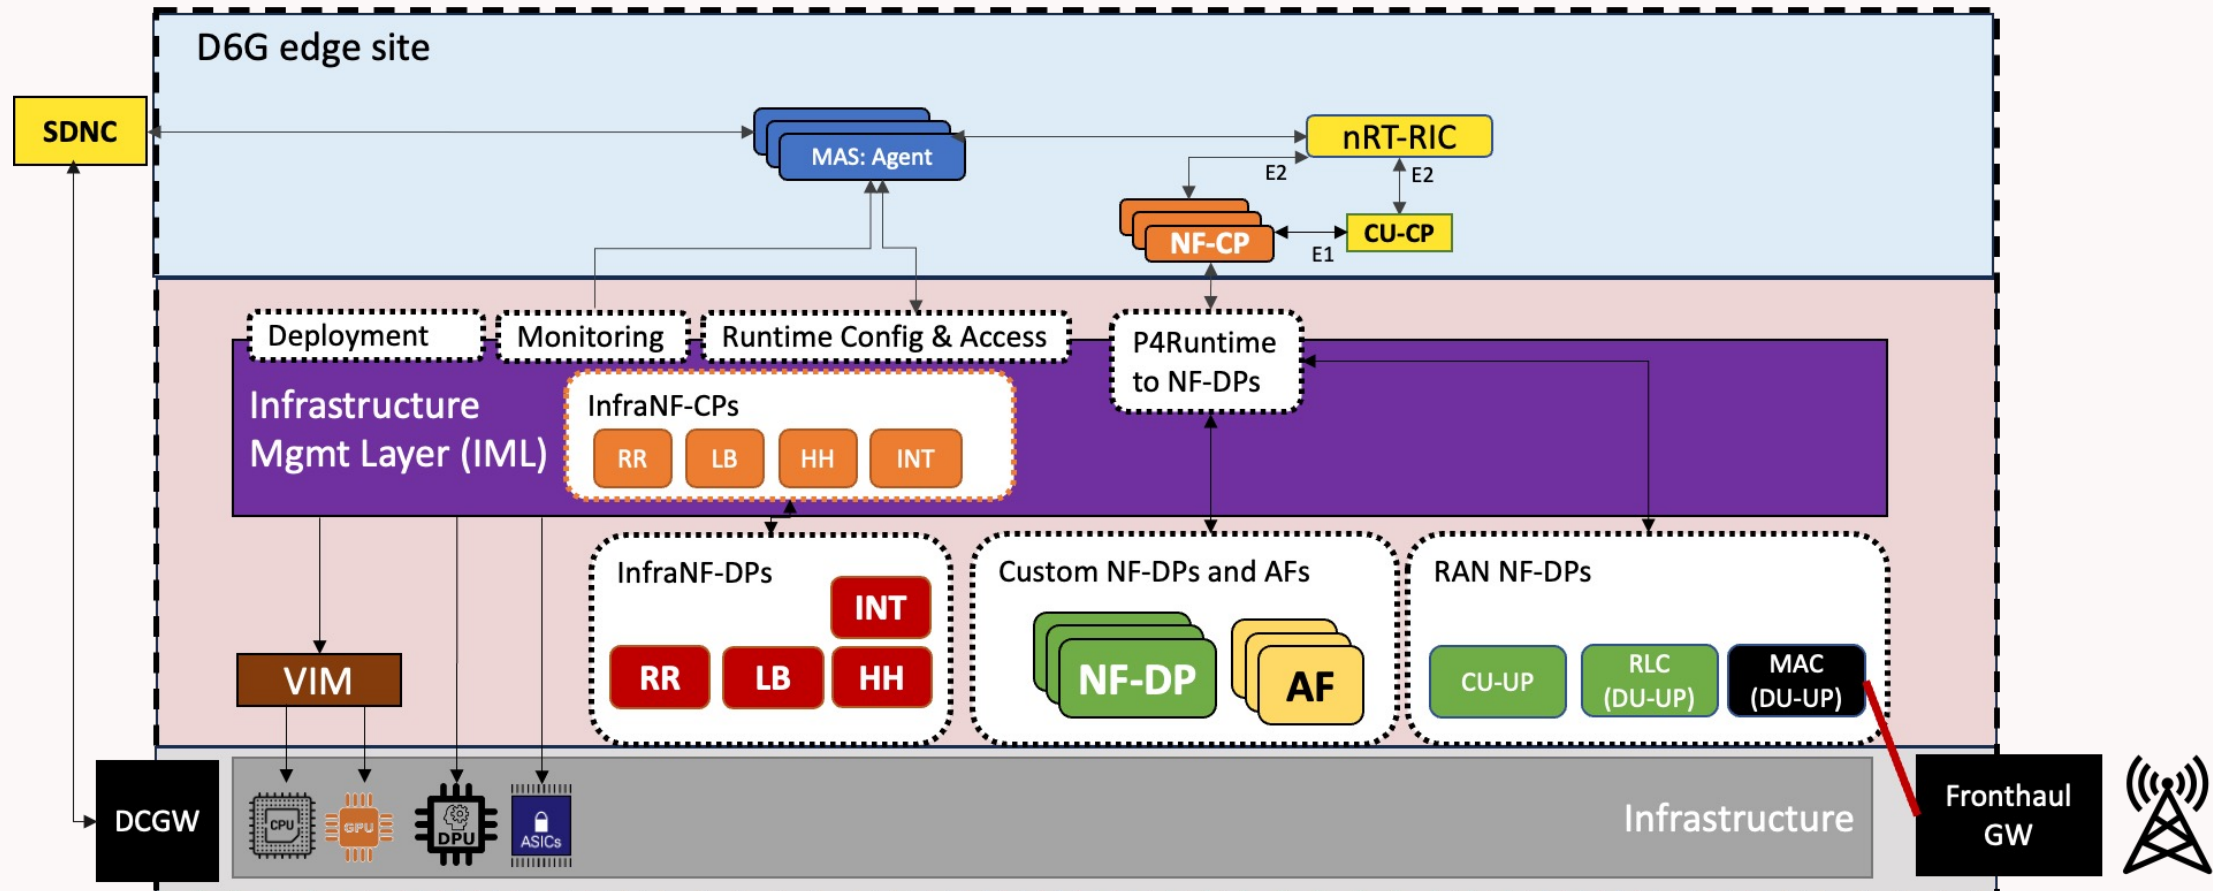 D6G edge site
SDNC
MAS: Agent
nRT-RIC
E2
E2
NF-CP
E1
CU-CP
Deployment
Monitoring
Runtime Config & Access
P4Runtime
to NF-DPs
Infrastructure
Mgmt Layer (IML)
InfraNF-CPs
RR
LB
HH
INT
InfraNF-DPs
INT
RR
LB
HH
Custom NF-DPs and AFs
NF-DP
AF
RAN NF-DPs
CU-UP
RLC
(DU-UP)
MAC
(DU-UP)
VIM
DCGW
CPU
GPU
DPU
ASICs
Infrastructure
Fronthaul
GW